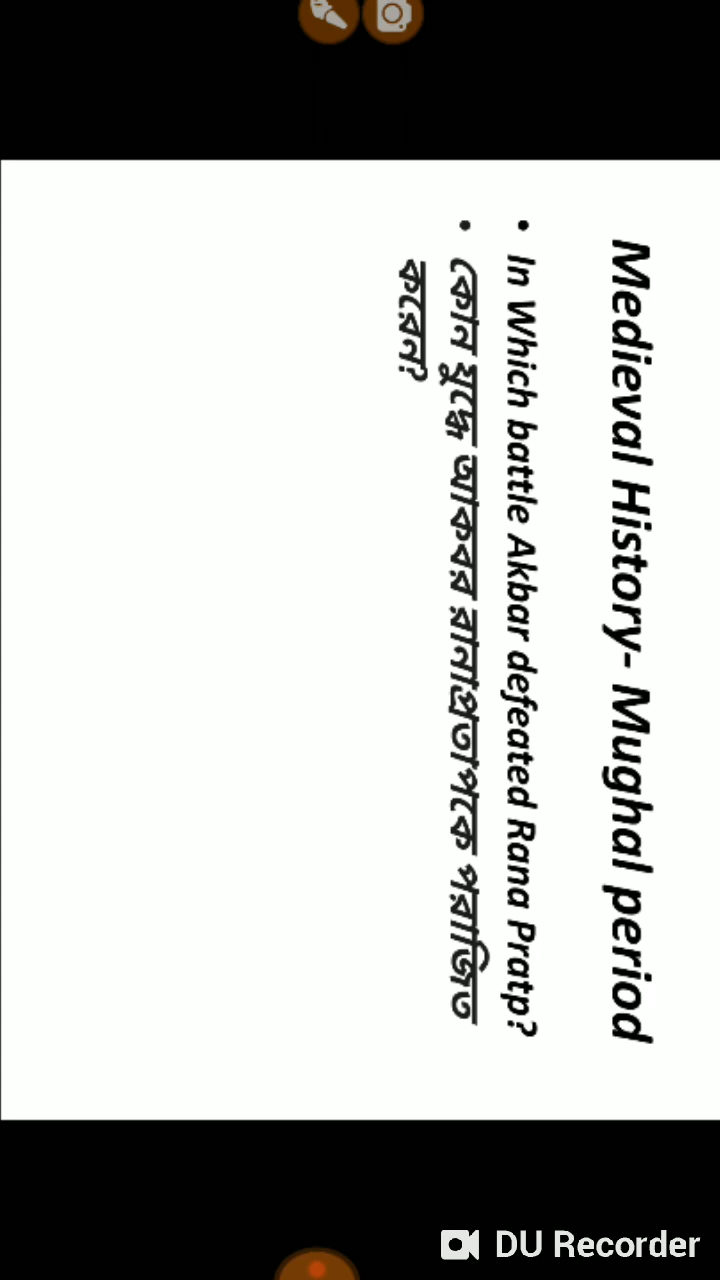 Medieval History- Mughal period
• In Which battle Akbar defeated Rana Pratp?
• কোন যুদ্ধে আকবর রানাপ্রতাপকে পরাজিত
করেন?
DU Recorder